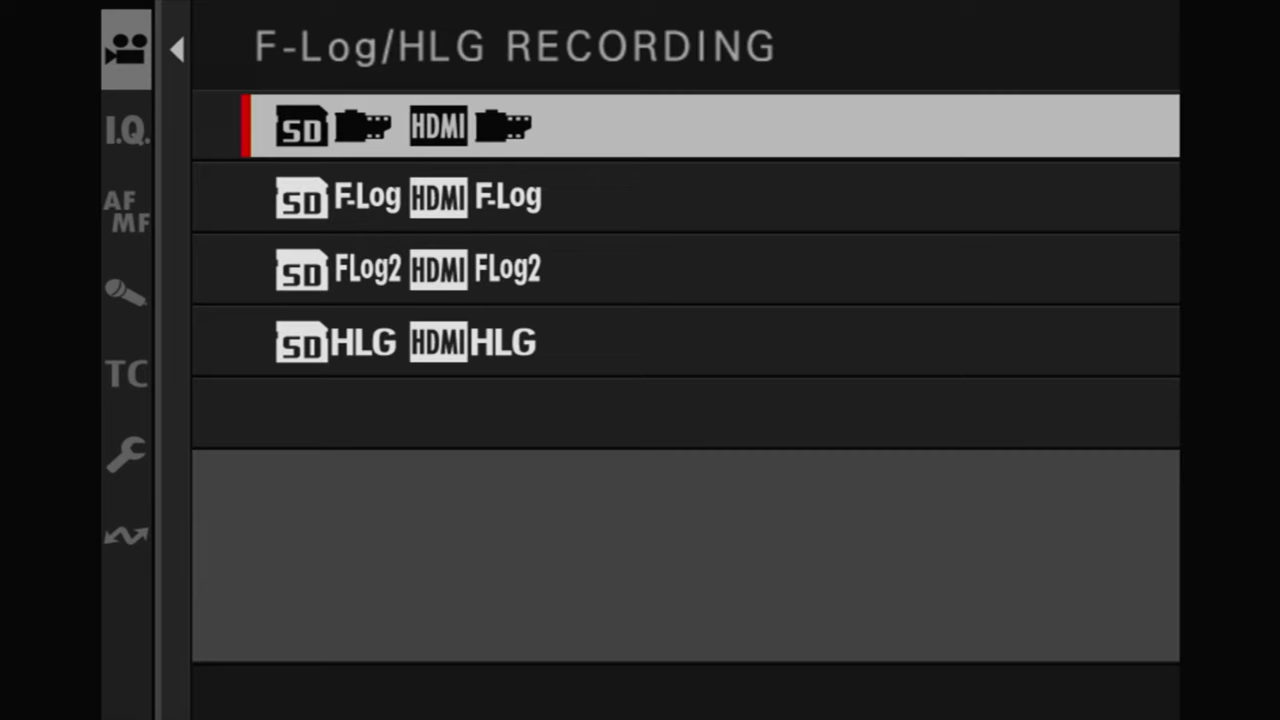 F-Log/HLG RECORDING
I.Q.
SD HDMI
AF
MF
SD F-Log HDMI F-Log
SD FLog2 HDMI FLog2
SD HLG HDMI HLG
TC